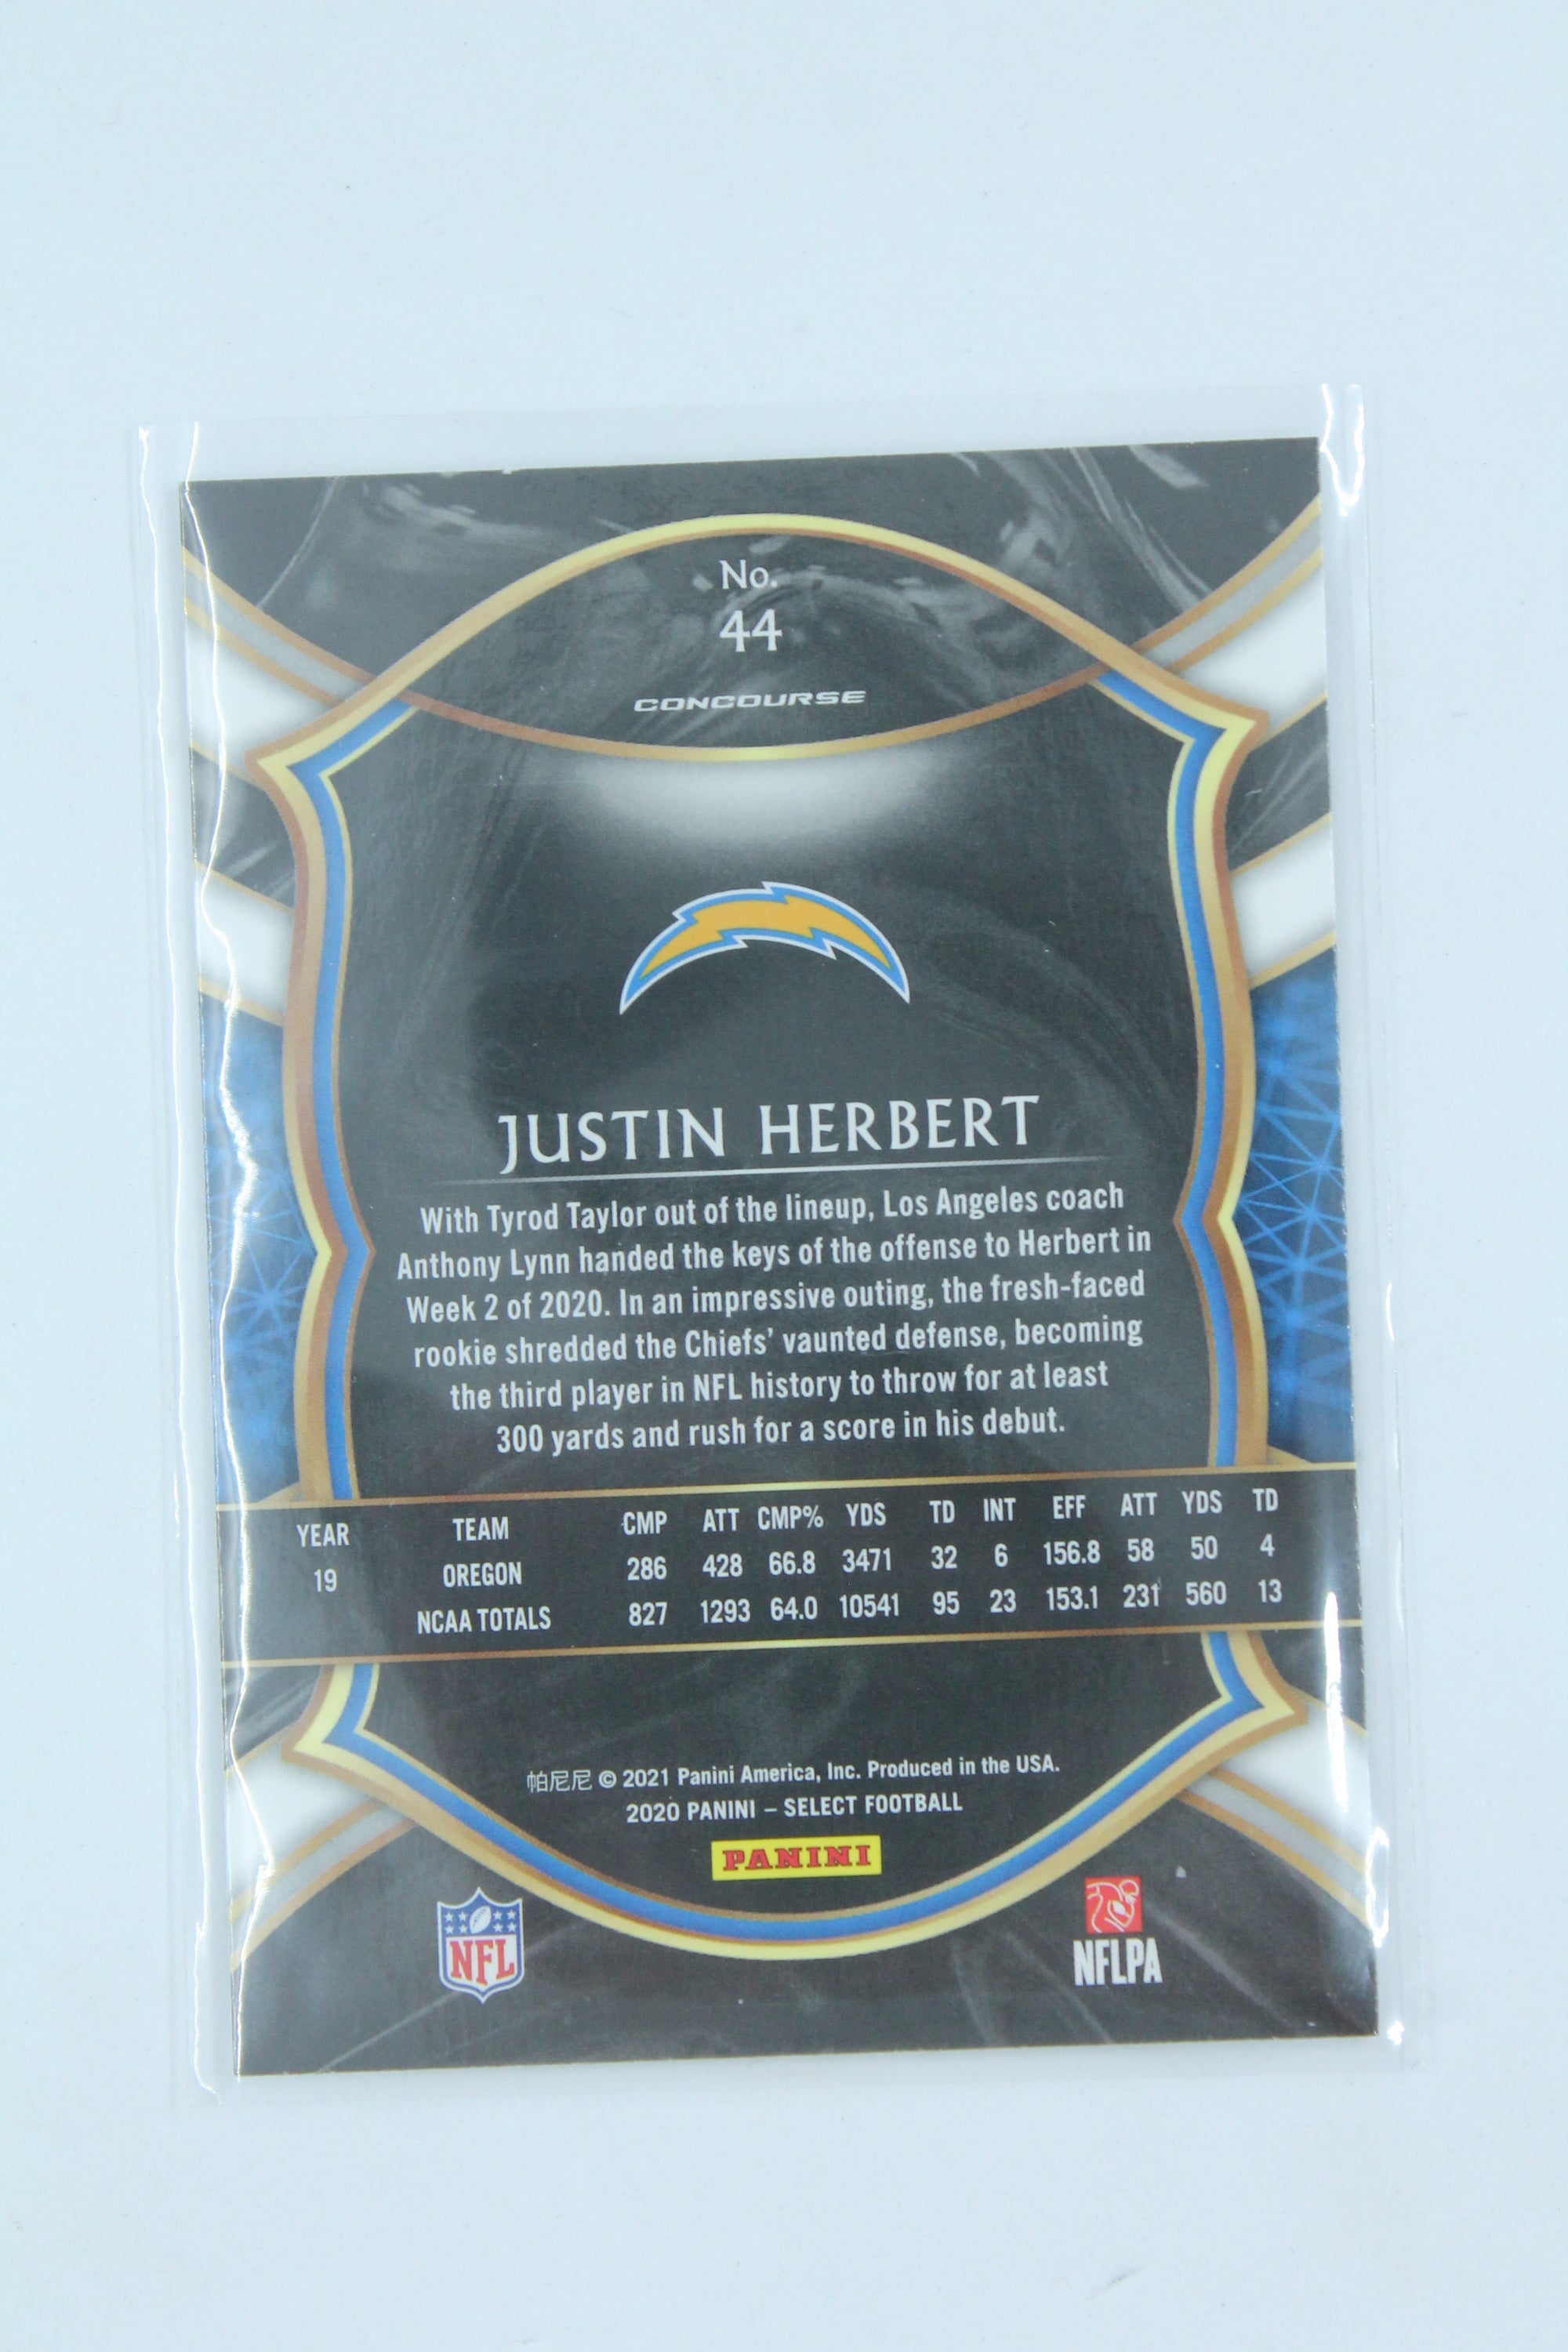 No.
44
CONCOURSE
JUSTIN HERBERT
With Tyrod Taylor out of the lineup, Los Angeles coach
Anthony Lynn handed the keys of the offense to Herbert in
Week 2 of 2020. In an impressive outing, the fresh-faced
rookie shredded the Chiefs' vaunted defense, becoming
the third player in NFL history to throw for at least
300 yards and rush for a score in his debut.
YEAR TEAM CMP ATT CMP% YDS TD INT EFF ATT YDS TD
19 OREGON 286 428 66.8 3471 32 6 156.8 58 50 4
NCAA TOTALS 827 1293 64.0 10541 95 23 153.1 231 560 13
帕尼尼 © 2021 Panini America, Inc. Produced in the USA.
2020 PANINI – SELECT FOOTBALL
PANINI
NFL
NFLPA